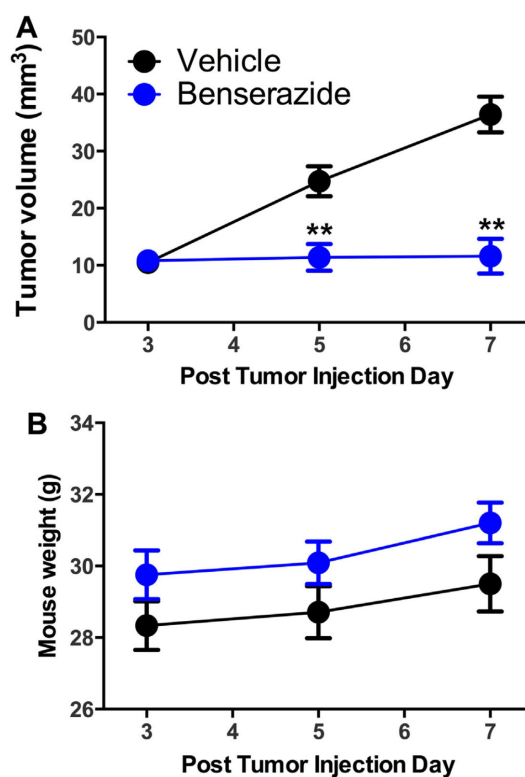 A
Tumor volume (mm³)
50
40
30
20
10
0
Vehicle
Benserazide
**
**
3
4
5
6
7
Post Tumor Injection Day
B
Mouse weight (g)
34
32
30
28
26
3
4
5
6
7
Post Tumor Injection Day